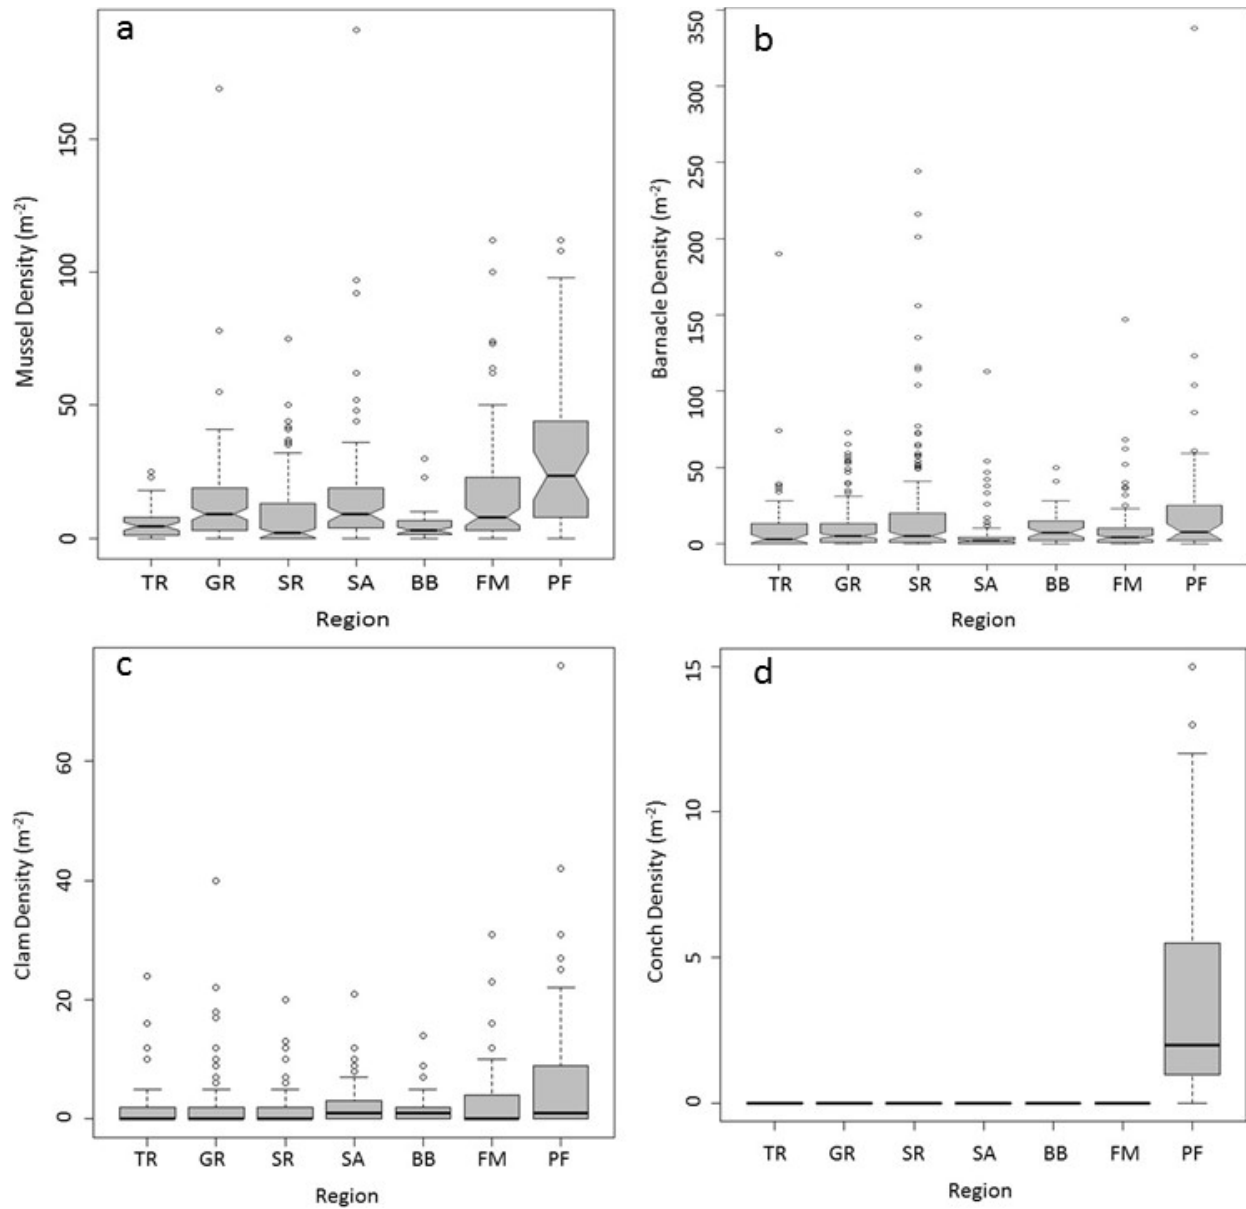 a
Mussel Density (m⁻²)
150
100
50
0
TR GR SR SA BB FM PF
Region
b
Barnacle Density (m⁻²)
350
300
250
200
150
100
50
0
TR GR SR SA BB FM PF
Region
c
Clam Density (m⁻²)
60
40
20
0
TR GR SR SA BB FM PF
Region
d
Conch Density (m⁻²)
15
10
5
0
TR GR SR SA BB FM PF
Region